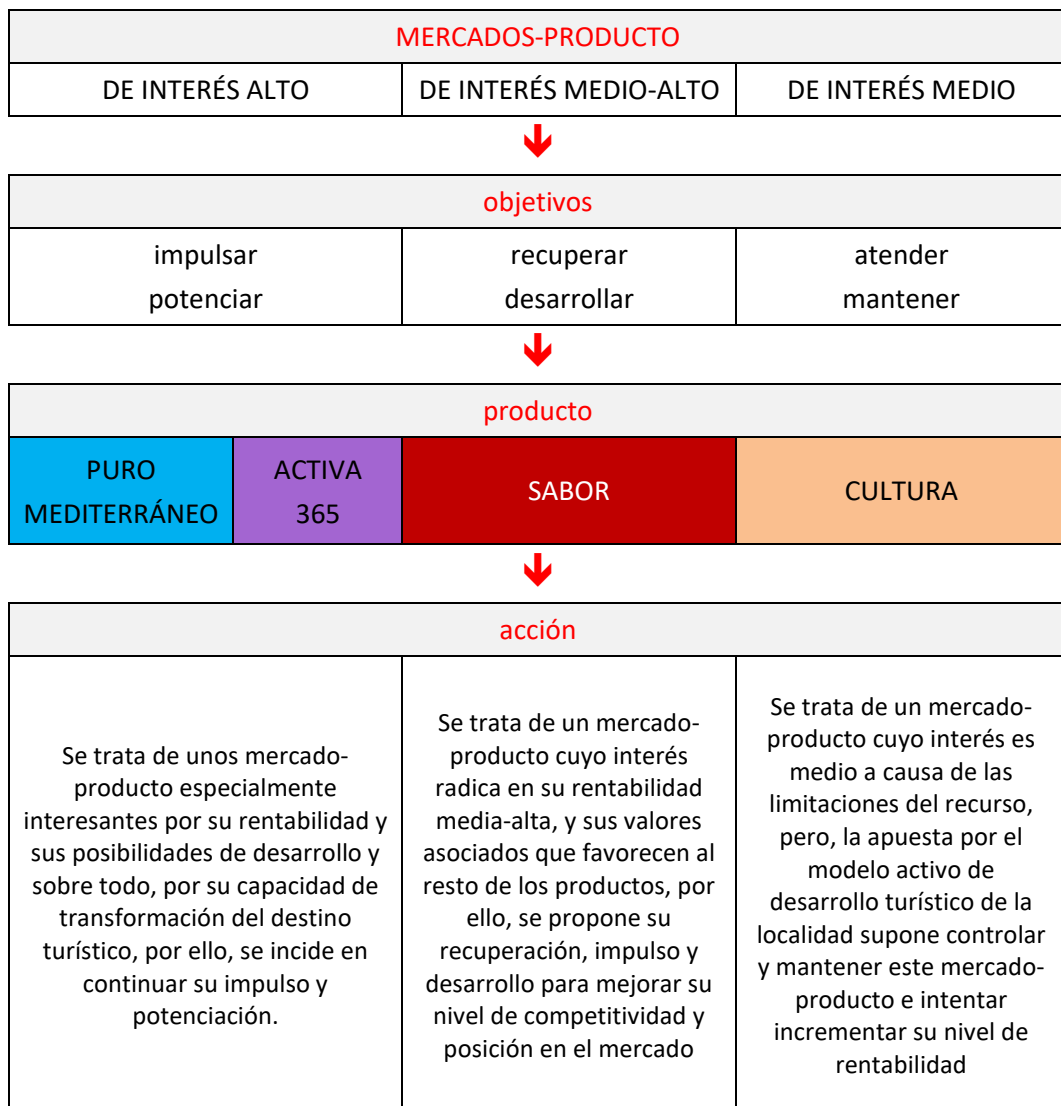 MERCADOS-PRODUCTO
DE INTERÉS ALTO
DE INTERÉS MEDIO-ALTO
DE INTERÉS MEDIO
objetivos
impulsar
potenciar
recuperar
desarrollar
atender
mantener
producto
PURO
MEDITERRÁNEO
ACTIVA
365
SABOR
CULTURA
acción
Se trata de unos mercado-
producto especialmente
interesantes por su rentabilidad y
sus posibilidades de desarrollo y
sobre todo, por su capacidad de
transformación del destino
turístico, por ello, se incide en
continuar su impulso y
potenciación.
Se trata de un mercado-
producto cuyo interés
radica en su rentabilidad
media-alta, y sus valores
asociados que favorecen al
resto de los productos, por
ello, se propone su
recuperación, impulso y
desarrollo para mejorar su
nivel de competitividad y
posición en el mercado
Se trata de un mercado-
producto cuyo interés es
medio a causa de las
limitaciones del recurso,
pero, la apuesta por el
modelo activo de
desarrollo turístico de la
localidad supone controlar
y mantener este mercado-
producto e intentar
incrementar su nivel de
rentabilidad